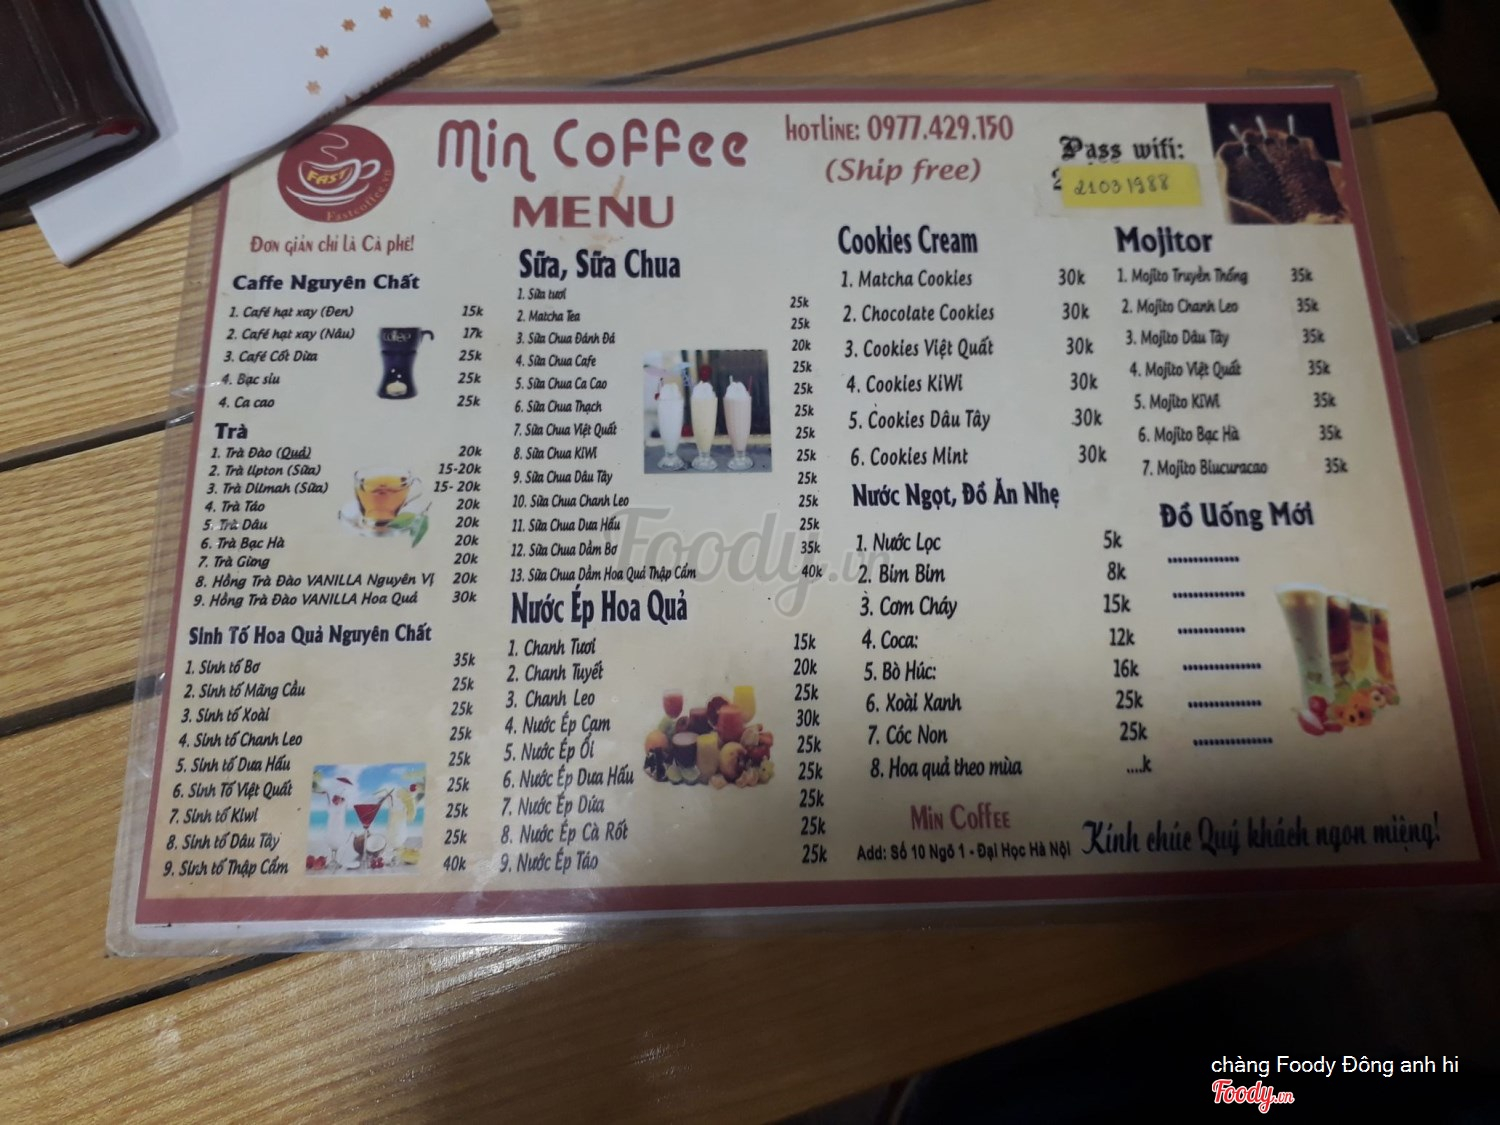 FAST
Fastcoffee.vn
Đơn giản chỉ là Cà phê!
Min Coffee
MENU
Hotline: 0977.429.150
(Ship free)
Pass wifi:
21031988
Caffe Nguyên Chất
1. Café hạt xay (Đen) 15k
2. Café hạt xay (Nâu) 17k
3. Café Cốt Dừa 25k
4. Bạc sỉu 25k
4. Ca cao 25k
Trà
1. Trà Đào (Quả) 20k
2. Trà Lipton (Sữa) 15-20k
3. Trà Dilmah (Sữa) 15- 20k
4. Trà Táo 20k
5. Trà Dâu 20k
6. Trà Bạc Hà 20k
7. Trà Gừng 20k
8. Hồng Trà Đào VANILLA Nguyên Vị 20k
9. Hồng Trà Đào VANILLA Hoa Quả 30k
Sinh Tố Hoa Quả Nguyên Chất
1. Sinh tố Bơ 35k
2. Sinh tố Mãng Cầu 25k
3. Sinh tố Xoài 25k
4. Sinh tố Chanh Leo 25k
5. Sinh tố Dưa Hấu 25k
6. Sinh Tố Việt Quất 25k
7. Sinh tố Kiwi 25k
8. Sinh tố Dâu Tây 25k
9. Sinh tố Thập Cẩm 40k
Sữa, Sữa Chua
1. Sữa tươi 25k
2. Matcha Tea 25k
3. Sữa Chua Đánh Đá 20k
4. Sữa Chua Cafe 25k
5. Sữa Chua Ca Cao 25k
6. Sữa Chua Thạch 25k
7. Sữa Chua Việt Quất 25k
8. Sữa Chua KiWi 25k
9. Sữa Chua Dâu Tây 25k
10. Sữa Chua Chanh Leo 25k
11. Sữa Chua Dưa Hấu 25k
12. Sữa Chua Dầm Bơ 35k
13. Sữa Chua Dầm Hoa Quả Thập Cẩm 40k
Nước Ép Hoa Quả
1. Chanh Tươi 15k
2. Chanh Tuyết 20k
3. Chanh Leo 25k
4. Nước Ép Cam 30k
5. Nước Ép Ổi 25k
6. Nước Ép Dưa Hấu 25k
7. Nước Ép Dứa 25k
8. Nước Ép Cà Rốt 25k
9. Nước Ép Táo 25k
Cookies Cream
1. Matcha Cookies 30k
2. Chocolate Cookies 30k
3. Cookies Việt Quất 30k
4. Cookies KiWi 30k
5. Cookies Dâu Tây 30k
6. Cookies Mint 30k
Nước Ngọt, Đồ Ăn Nhẹ
1. Nước Lọc 5k
2. Bim Bim 8k
3. Cơm Cháy 15k
4. Coca: 12k
5. Bò Húc: 16k
6. Xoài Xanh 25k
7. Cóc Non 25k
8. Hoa quả theo mùa ....k
Mojitor
1. Mojito Truyền Thống 35k
2. Mojito Chanh Leo 35k
3. Mojito Dâu Tây 35k
4. Mojito Việt Quất 35k
5. Mojito KiWi 35k
6. Mojito Bạc Hà 35k
7. Mojito Biucuracao 35k
Đồ Uống Mới
..............
..............
..............
..............
..............
..............
Min Coffee
Add: Số 10 Ngõ 1 - Đại Học Hà Nội
Kính chúc Quý khách ngon miệng!
Foody.vn
chàng Foody Đông anh hi
Foody.vn